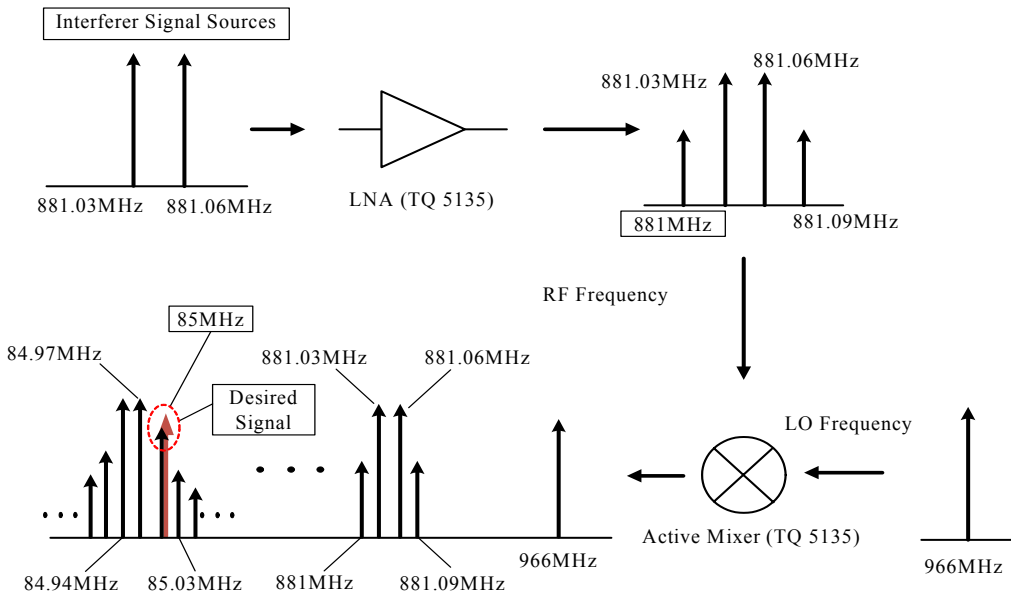 Interferer Signal Sources
881.03MHz
881.06MHz
LNA (TQ 5135)
881.03MHz
881.06MHz
881MHz
881.09MHz
RF Frequency
85MHz
84.97MHz
Desired
Signal
881.03MHz
881.06MHz
LO Frequency
Active Mixer (TQ 5135)
84.94MHz
85.03MHz
881MHz
881.09MHz
966MHz
966MHz